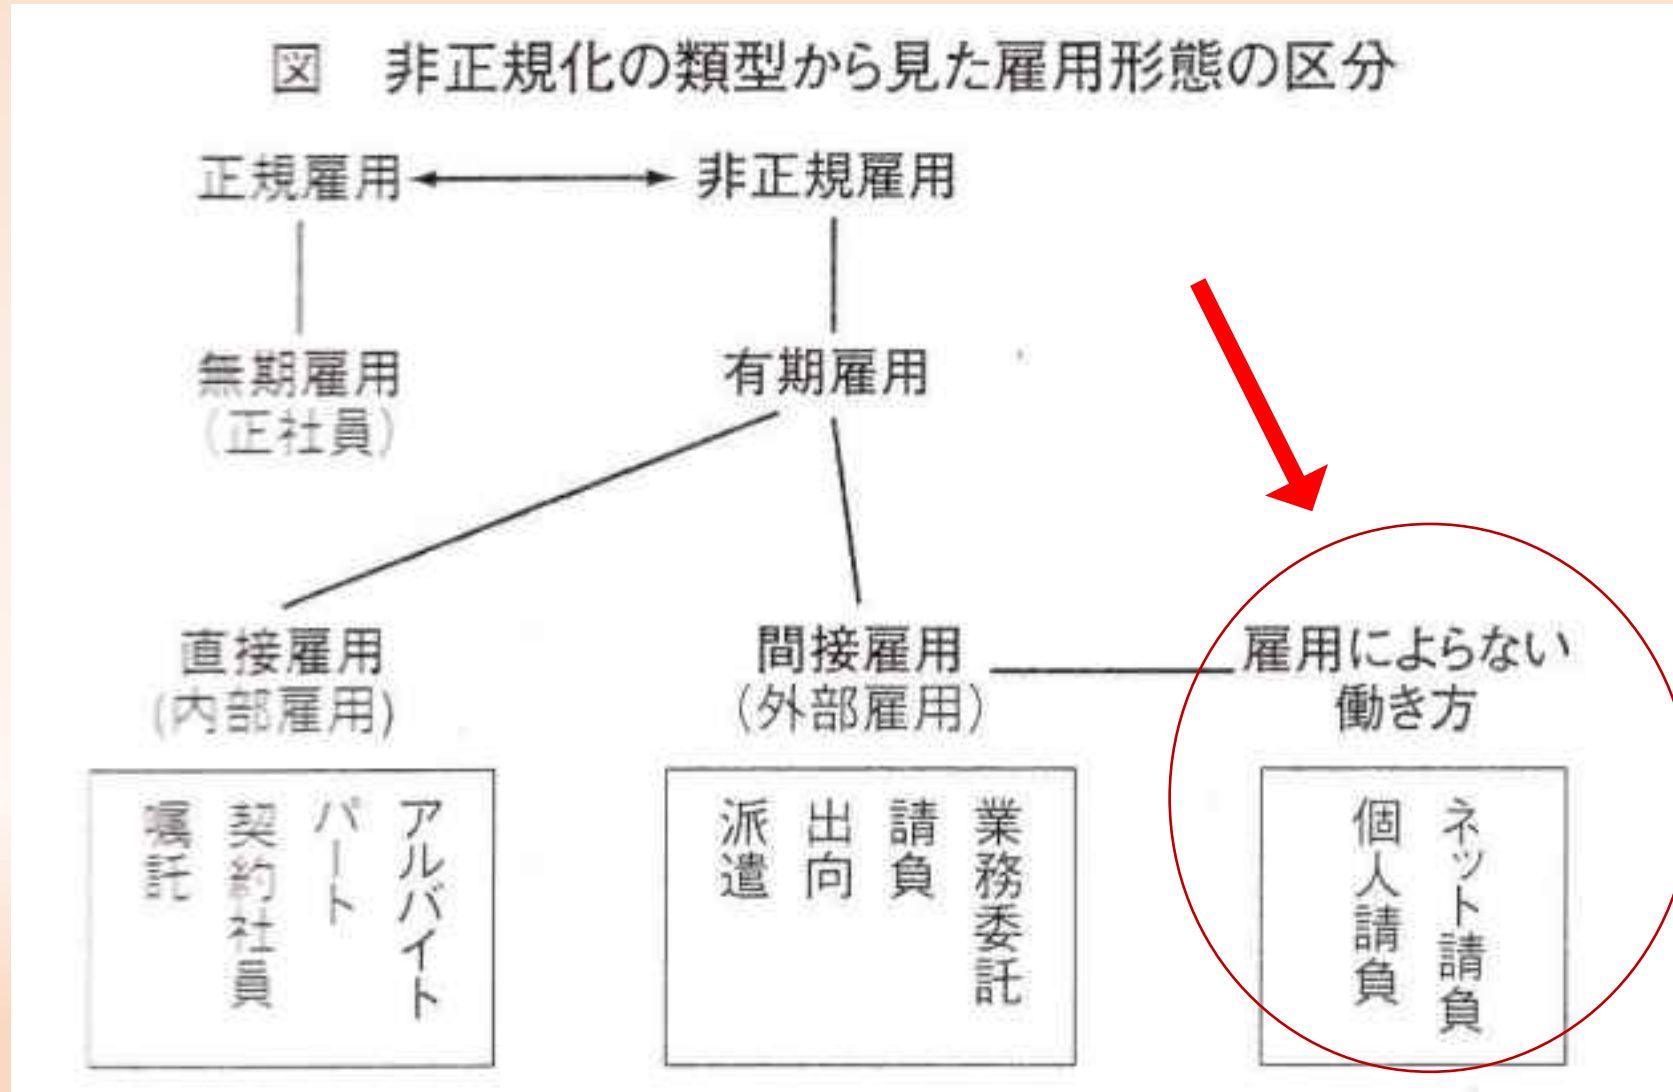 図 非正規化の類型から見た雇用形態の区分
正規雇用
非正規雇用
無期雇用
(正社員)
有期雇用
直接雇用
(内部雇用)
間接雇用
(外部雇用)
雇用によらない
働き方
アルバイト
パート
契約社員
嘱託
業務委託
請負
出向
派遣
ネット請負
個人請負